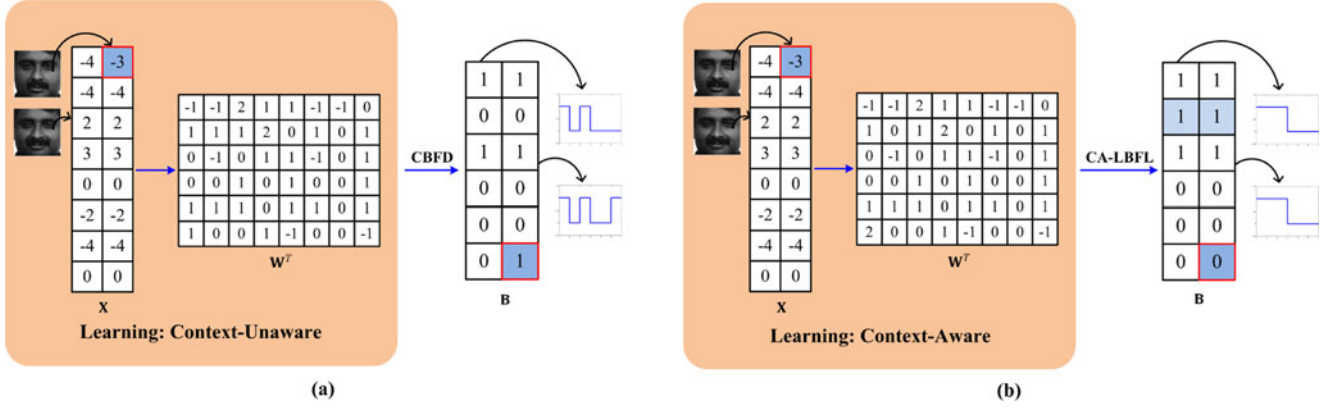 -4 -3
-4 -4
2 2
3 3
0 0
-2 -2
-4 -4
0 0
X
-1 -1 2 1 1 -1 -1 0
1 1 1 2 0 1 0 1
0 -1 0 1 1 -1 0 0
0 0 1 0 1 0 0 1
1 1 1 0 1 1 0 1
1 0 0 1 -1 0 0 -1
W^T
Learning: Context-Unaware
CBFD
1 1
0 0
1 1
0 0
0 0
0 1
B
(a)
-4 -3
-4 -4
2 2
3 3
0 0
-2 -2
-4 -4
0 0
X
-1 -1 2 1 1 -1 -1 0
1 0 1 2 0 1 0 1
0 -1 0 1 1 -1 0 0
0 0 1 0 1 0 0 1
1 1 1 0 1 1 0 1
2 0 0 1 -1 0 0 -1
W^T
Learning: Context-Aware
CA-LBFL
1 1
1 1
1 1
0 0
0 0
0 0
B
(b)